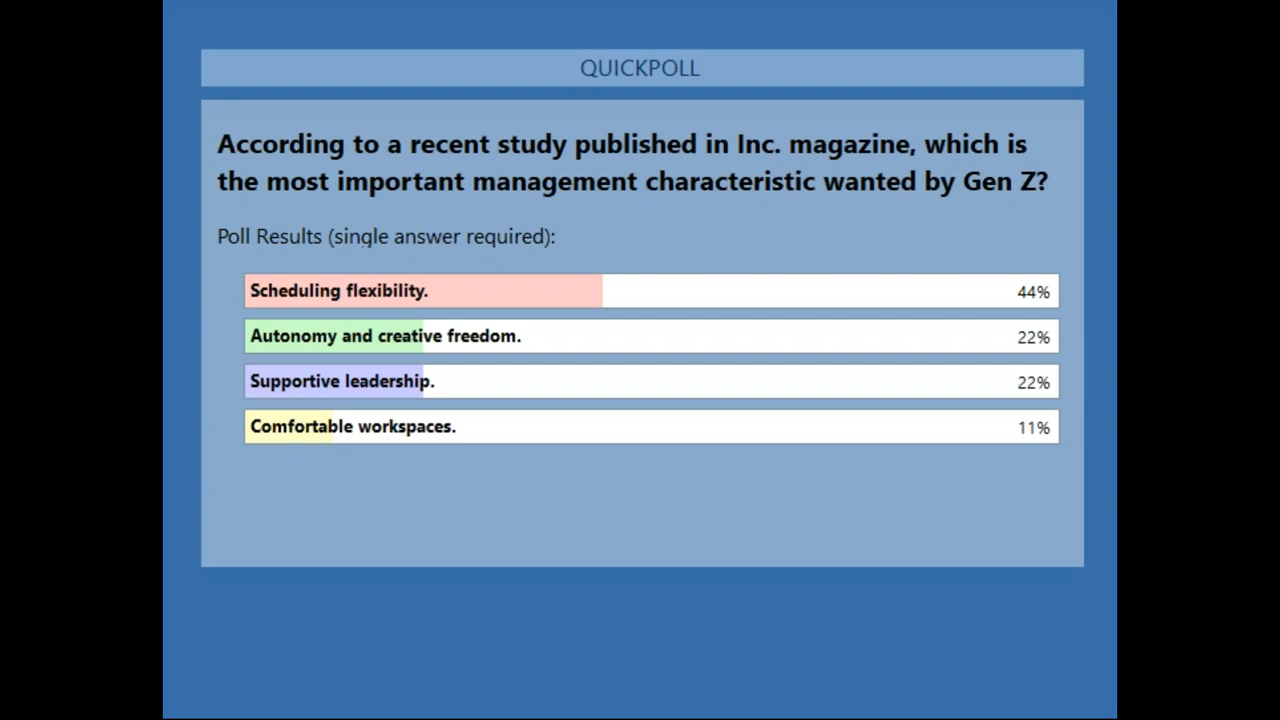 QUICKPOLL
According to a recent study published in Inc. magazine, which is
the most important management characteristic wanted by Gen Z?
Poll Results (single answer required):
Scheduling flexibility. 44%
Autonomy and creative freedom. 22%
Supportive leadership. 22%
Comfortable workspaces. 11%